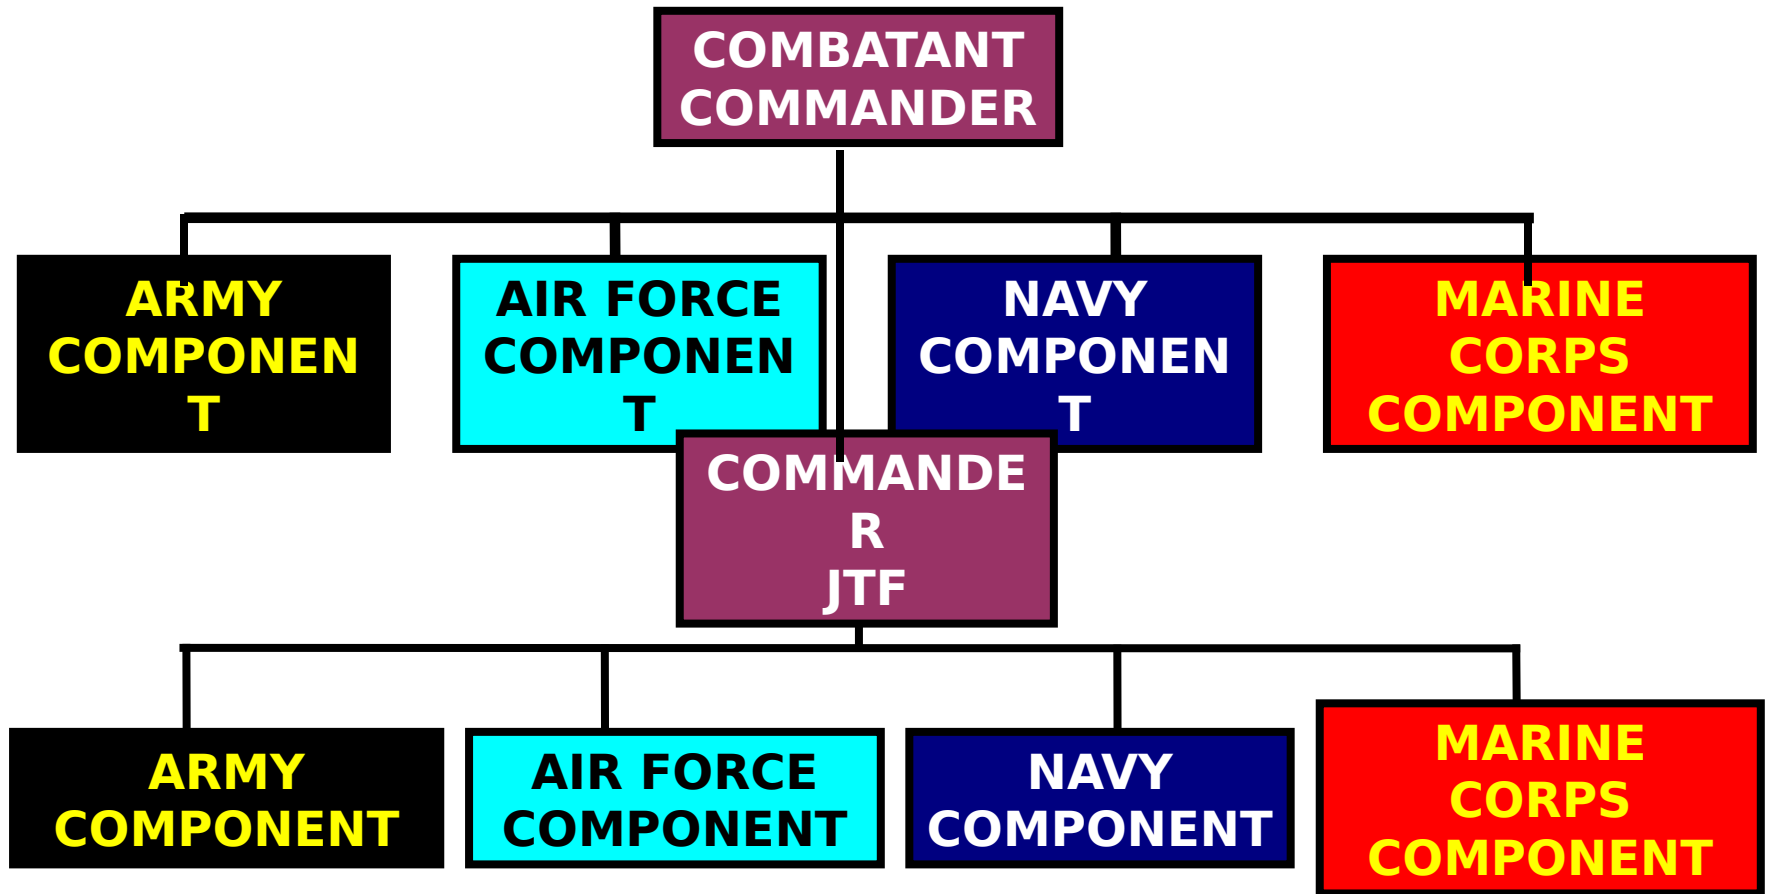 COMBATANT
COMMANDER
ARMY
COMPONEN
T
AIR FORCE
COMPONEN
T
NAVY
COMPONEN
T
MARINE
CORPS
COMPONENT
COMMANDE
R
JTF
ARMY
COMPONENT
AIR FORCE
COMPONENT
NAVY
COMPONENT
MARINE
CORPS
COMPONENT